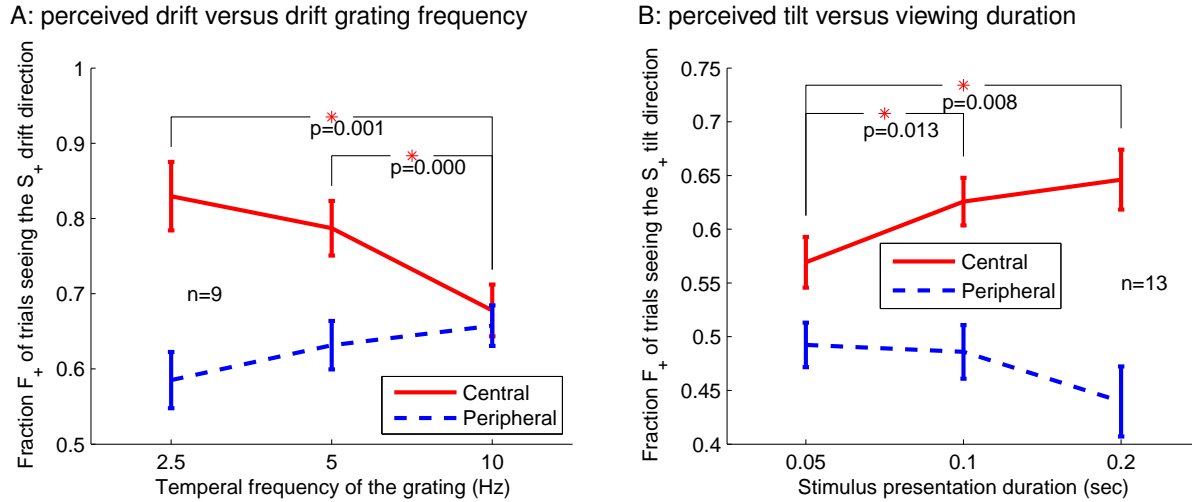 A: perceived drift versus drift grating frequency
Fraction F_+ of trials seeing the S_+ drift direction
1
0.9
0.8
0.7
0.6
0.5
p=0.001
p=0.000
n=9
Central
Peripheral
2.5
5
10
Temperal frequency of the grating (Hz)
B: perceived tilt versus viewing duration
Fraction F_+ of trials seeing the S_+ tilt direction
0.75
0.7
0.65
0.6
0.55
0.5
0.45
0.4
p=0.008
p=0.013
Central
Peripheral
n=13
0.05
0.1
0.2
Stimulus presentation duration (sec)